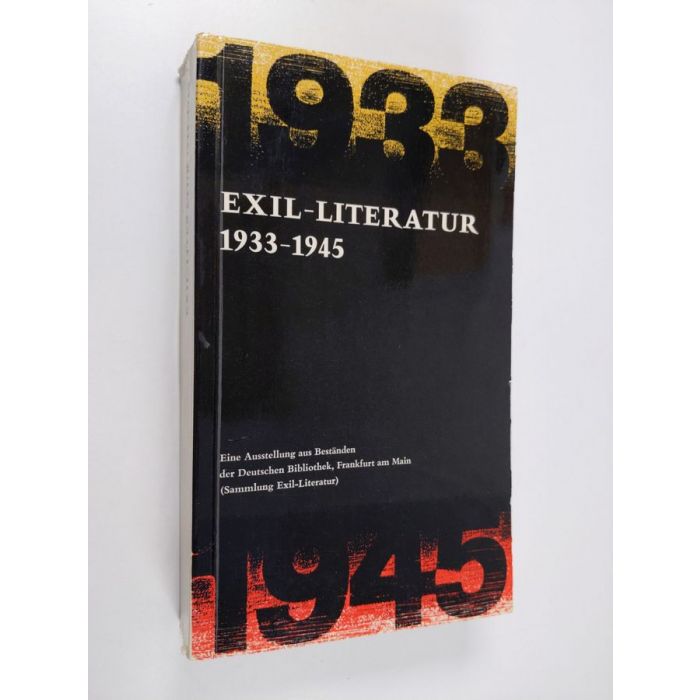 1933
EXIL-LITERATUR
1933-1945
Eine Ausstellung aus Beständen
der Deutschen Bibliothek, Frankfurt am Main
(Sammlung Exil-Literatur)
1945